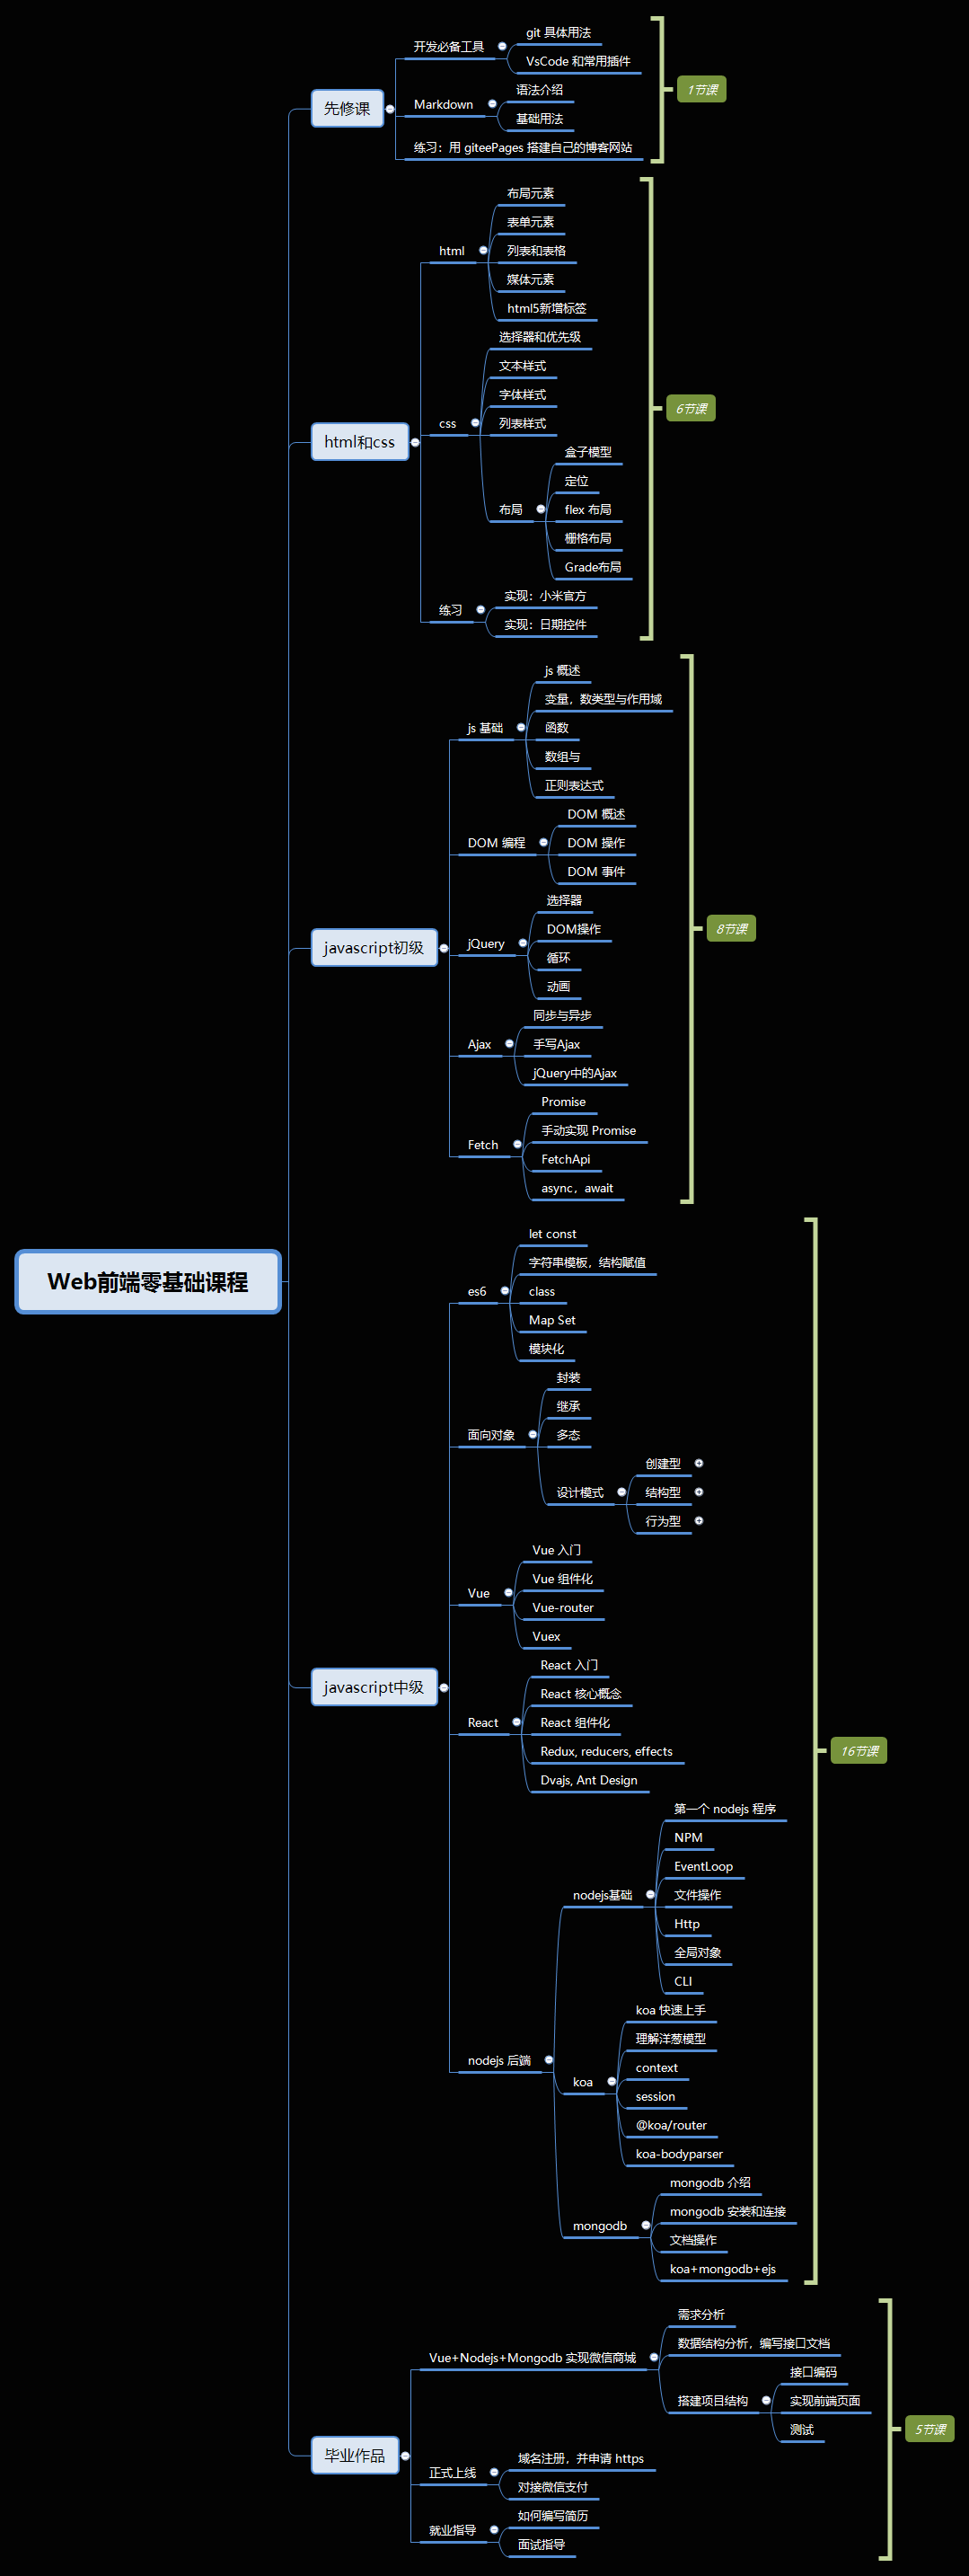 Web前端零基础课程
先修课
开发必备工具
git 具体用法
VsCode 和常用插件
Markdown
语法介绍
基础用法
练习：用 giteePages 搭建自己的博客网站
1节课
html和css
html
布局元素
表单元素
列表和表格
媒体元素
html5新增标签
css
选择器和优先级
文本样式
字体样式
列表样式
布局
盒子模型
定位
flex 布局
栅格布局
Grade布局
练习
实现：小米官方
实现：日期控件
6节课
javascript初级
js 基础
js 概述
变量，数类型与作用域
函数
数组与
正则表达式
DOM 编程
DOM 概述
DOM 操作
DOM 事件
jQuery
选择器
DOM操作
循环
动画
Ajax
同步与异步
手写Ajax
jQuery中的Ajax
Fetch
Promise
手动实现 Promise
FetchApi
async，await
8节课
javascript中级
es6
let const
字符串模板，结构赋值
class
Map Set
模块化
面向对象
封装
继承
多态
设计模式
创建型
结构型
行为型
Vue
Vue 入门
Vue 组件化
Vue-router
Vuex
React
React 入门
React 核心概念
React 组件化
Redux, reducers, effects
Dvajs, Ant Design
nodejs 后端
nodejs基础
第一个 nodejs 程序
NPM
EventLoop
文件操作
Http
全局对象
CLI
koa
koa 快速上手
理解洋葱模型
context
session
@koa/router
koa-bodyparser
mongodb
mongodb 介绍
mongodb 安装和连接
文档操作
koa+mongodb+ejs
16节课
毕业作品
Vue+Nodejs+Mongodb 实现微信商城
需求分析
数据结构分析，编写接口文档
搭建项目结构
接口编码
实现前端页面
测试
正式上线
域名注册，并申请 https
对接微信支付
就业指导
如何编写简历
面试指导
5节课